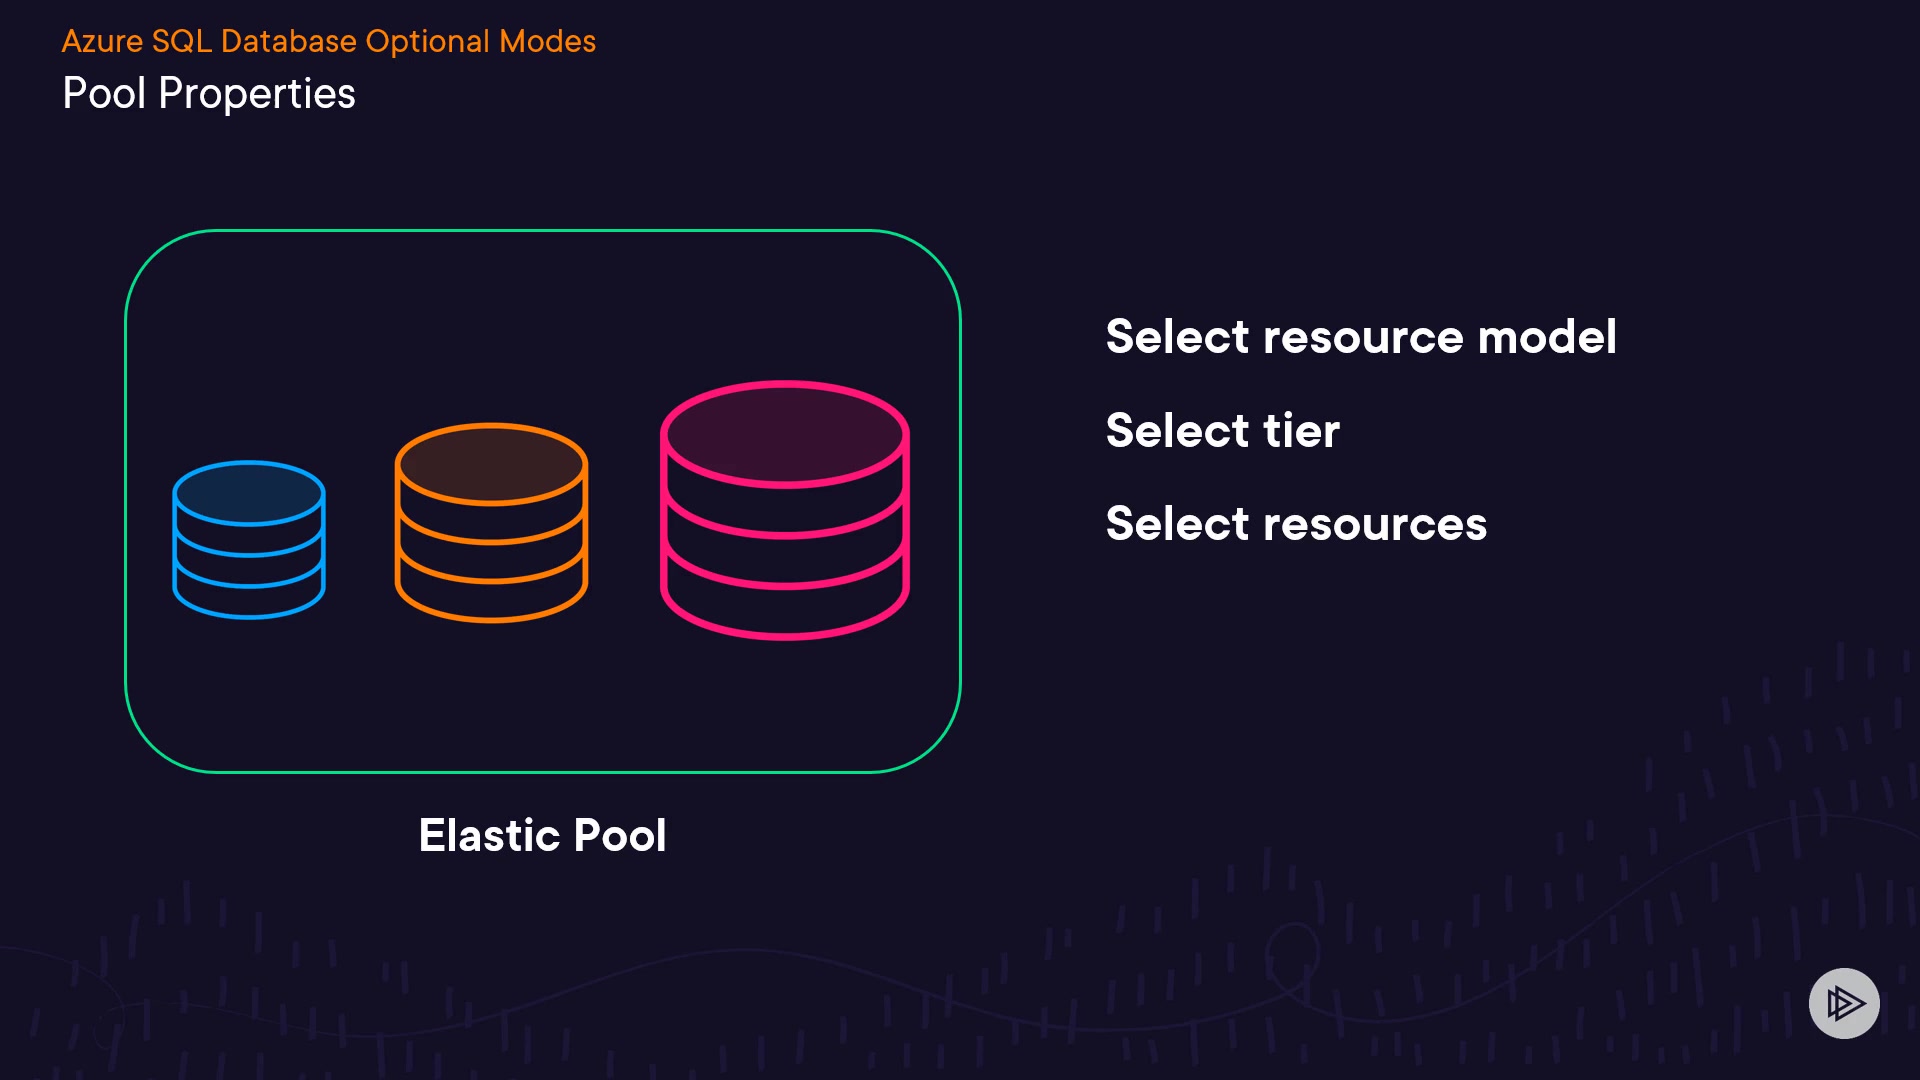 Azure SQL Database Optional Modes
Pool Properties
Select resource model
Select tier
Select resources
Elastic Pool